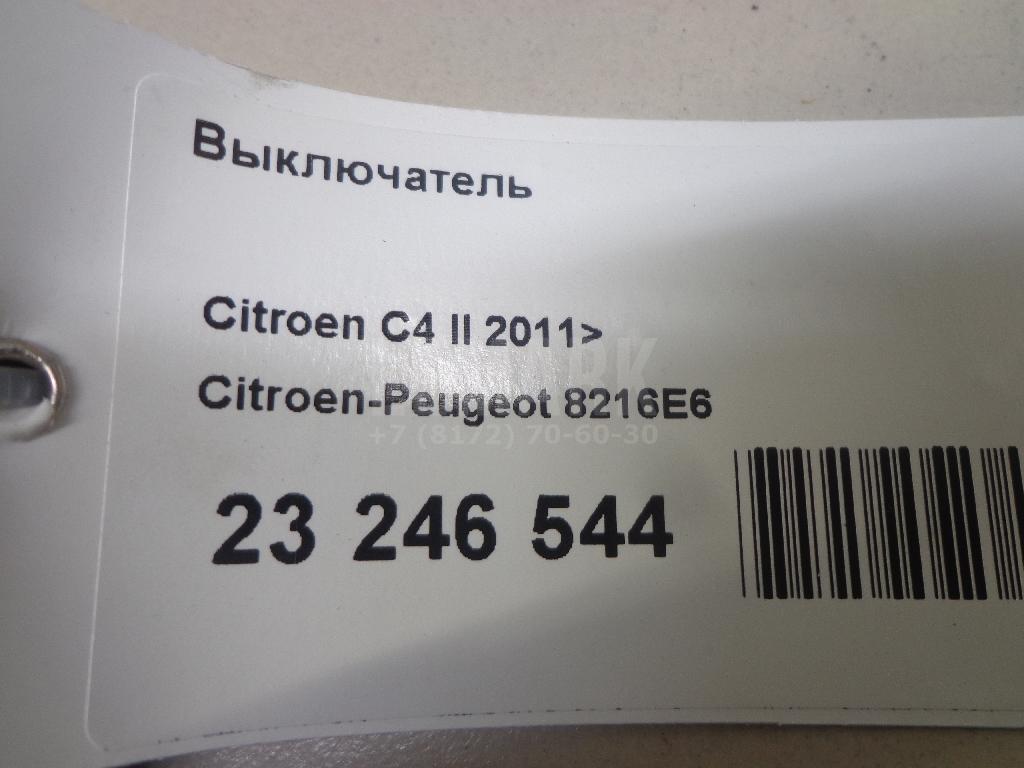 Выключатель
Citroen C4 II 2011>
Citroen-Peugeot 8216E6
+7 (8172) 70-60-30
23 246 544